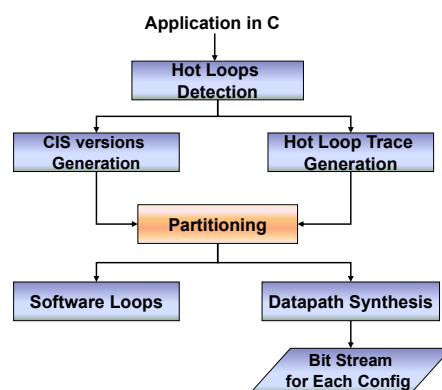 Application in C
Hot Loops
Detection
CIS versions
Generation
Hot Loop Trace
Generation
Partitioning
Software Loops
Datapath Synthesis
Bit Stream
for Each Config